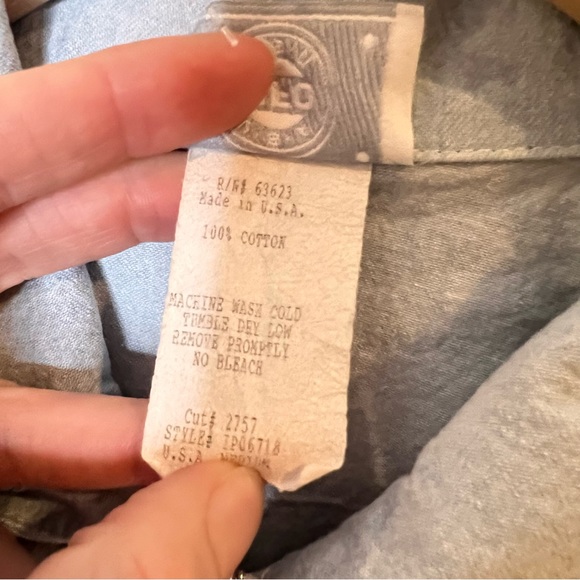 R/N# 63623
Made in U.S.A.
100% COTTON
MACHINE WASH COLD
TUMBLE DRY LOW
REMOVE PROMPTLY
NO BLEACH
Cut# 2757
STYLE# IP06718
U.S.A. MEDIUM